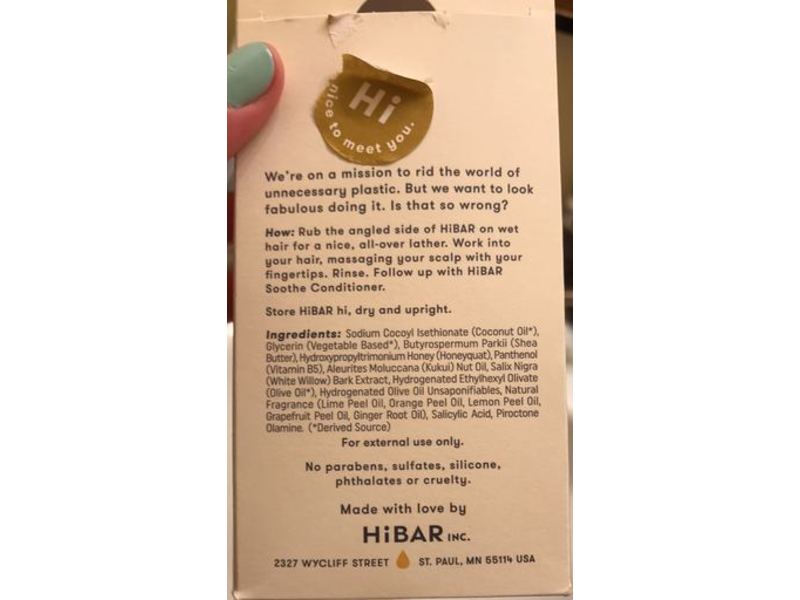 Hi
nice to meet you.
We're on a mission to rid the world of
unnecessary plastic. But we want to look
fabulous doing it. Is that so wrong?
How: Rub the angled side of HiBAR on wet
hair for a nice, all-over lather. Work into
your hair, massaging your scalp with your
fingertips. Rinse. Follow up with HiBAR
Soothe Conditioner.
Store HiBAR hi, dry and upright.
Ingredients: Sodium Cocoyl Isethionate (Coconut Oil*),
Glycerin (Vegetable Based*), Butyrospermum Parkii (Shea
Butter), Hydroxypropyltrimonium Honey (Honeyquat), Panthenol
(Vitamin B5), Aleurites Moluccana (Kukui) Nut Oil, Salix Nigra
(White Willow) Bark Extract, Hydrogenated Ethylhexyl Olivate
(Olive Oil*), Hydrogenated Olive Oil Unsaponifiables, Natural
Fragrance (Lime Peel Oil, Orange Peel Oil, Lemon Peel Oil,
Grapefruit Peel Oil, Ginger Root Oil), Salicylic Acid, Piroctone
Olamine. (*Derived Source)
For external use only.
No parabens, sulfates, silicone,
phthalates or cruelty.
Made with love by
HiBAR INC.
2327 WYCLIFF STREET ST. PAUL, MN 55114 USA